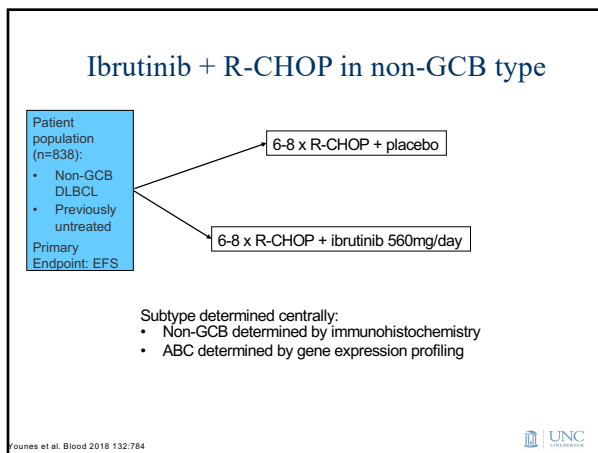 Ibrutinib + R-CHOP in non-GCB type
Patient
population
(n=838):
• Non-GCB
DLBCL
• Previously
untreated
Primary
Endpoint: EFS
6-8 x R-CHOP + placebo
6-8 x R-CHOP + ibrutinib 560mg/day
Subtype determined centrally:
• Non-GCB determined by immunohistochemistry
• ABC determined by gene expression profiling
Younes et al. Blood 2018 132:784
UNC
LINEBERGER